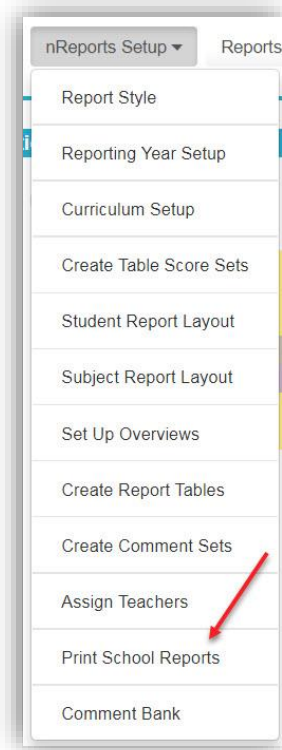 nReports Setup ▾ Reports
Report Style
Reporting Year Setup
Curriculum Setup
Create Table Score Sets
Student Report Layout
Subject Report Layout
Set Up Overviews
Create Report Tables
Create Comment Sets
Assign Teachers
Print School Reports
Comment Bank